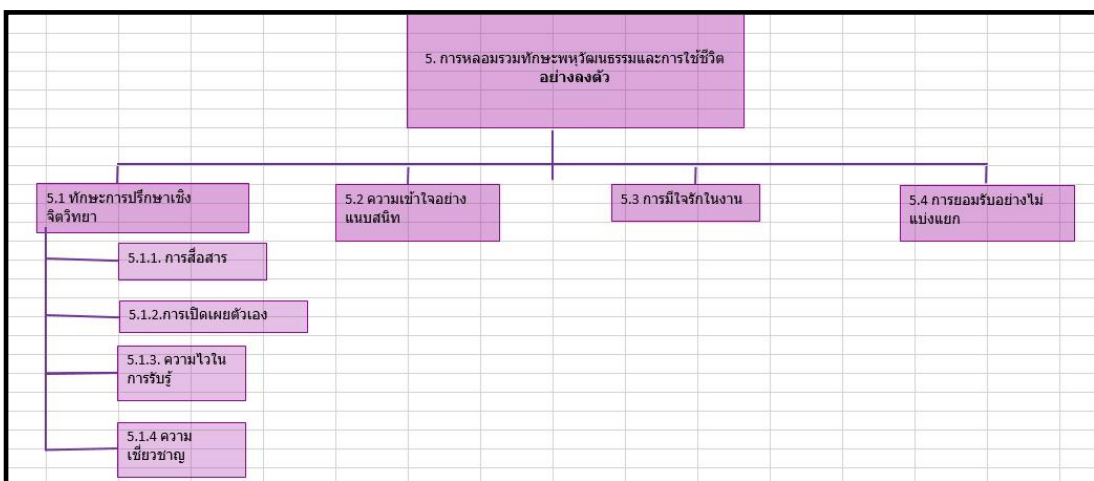 5. การหลอมรวมทักษะพหุวัฒนธรรมและการใช้ชีวิต
อย่างลงตัว
5.1 ทักษะการปรึกษาเชิง
จิตวิทยา
5.2 ความเข้าใจอย่าง
แนบสนิท
5.3 การมีใจรักในงาน
5.4 การยอมรับอย่างไม่
แบ่งแยก
5.1.1. การสื่อสาร
5.1.2.การเปิดเผยตัวเอง
5.1.3. ความไวใน
การรับรู้
5.1.4 ความ
เชี่ยวชาญ